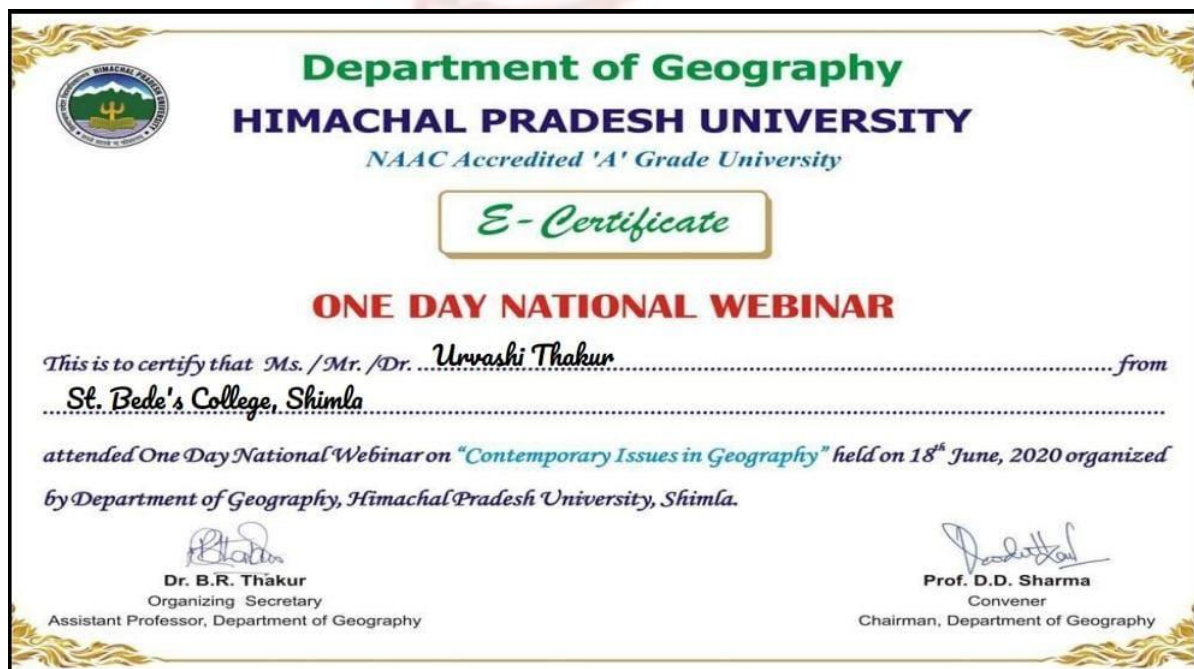 HIMACHAL PRADESH UNIVERSITY
Department of Geography
HIMACHAL PRADESH UNIVERSITY
NAAC Accredited 'A' Grade University
E-Certificate
ONE DAY NATIONAL WEBINAR
This is to certify that Ms. / Mr. /Dr. ...Urvashi Thakur...from
...St. Bede's College, Shimla...
attended One Day National Webinar on "Contemporary Issues in Geography" held on 18th June, 2020 organized
by Department of Geography, Himachal Pradesh University, Shimla.
Dr. B.R. Thakur
Organizing Secretary
Assistant Professor, Department of Geography
Prof. D.D. Sharma
Convener
Chairman, Department of Geography